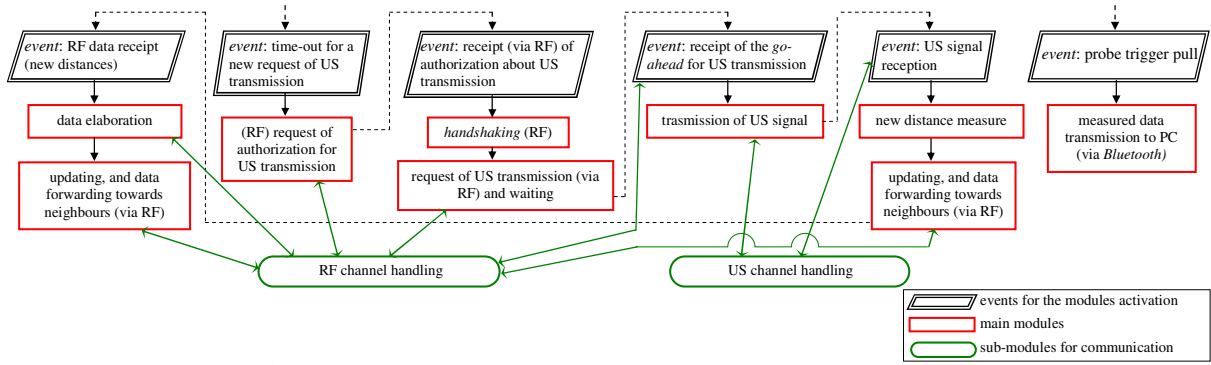 event: RF data receipt
(new distances)
data elaboration
updating, and data
forwarding towards
neighbours (via RF)
event: time-out for a
new request of US
transmission
(RF) request of
authorization for
US transmission
event: receipt (via RF) of
authorization about US
transmission
handshaking (RF)
request of US transmission (via
RF) and waiting
event: receipt of the go-
ahead for US transmission
trasmission of US signal
event: US signal
reception
new distance measure
updating, and data
forwarding towards
neighbours (via RF)
event: probe trigger pull
measured data
transmission to PC
(via Bluetooth)
RF channel handling
US channel handling
events for the modules activation
main modules
sub-modules for communication